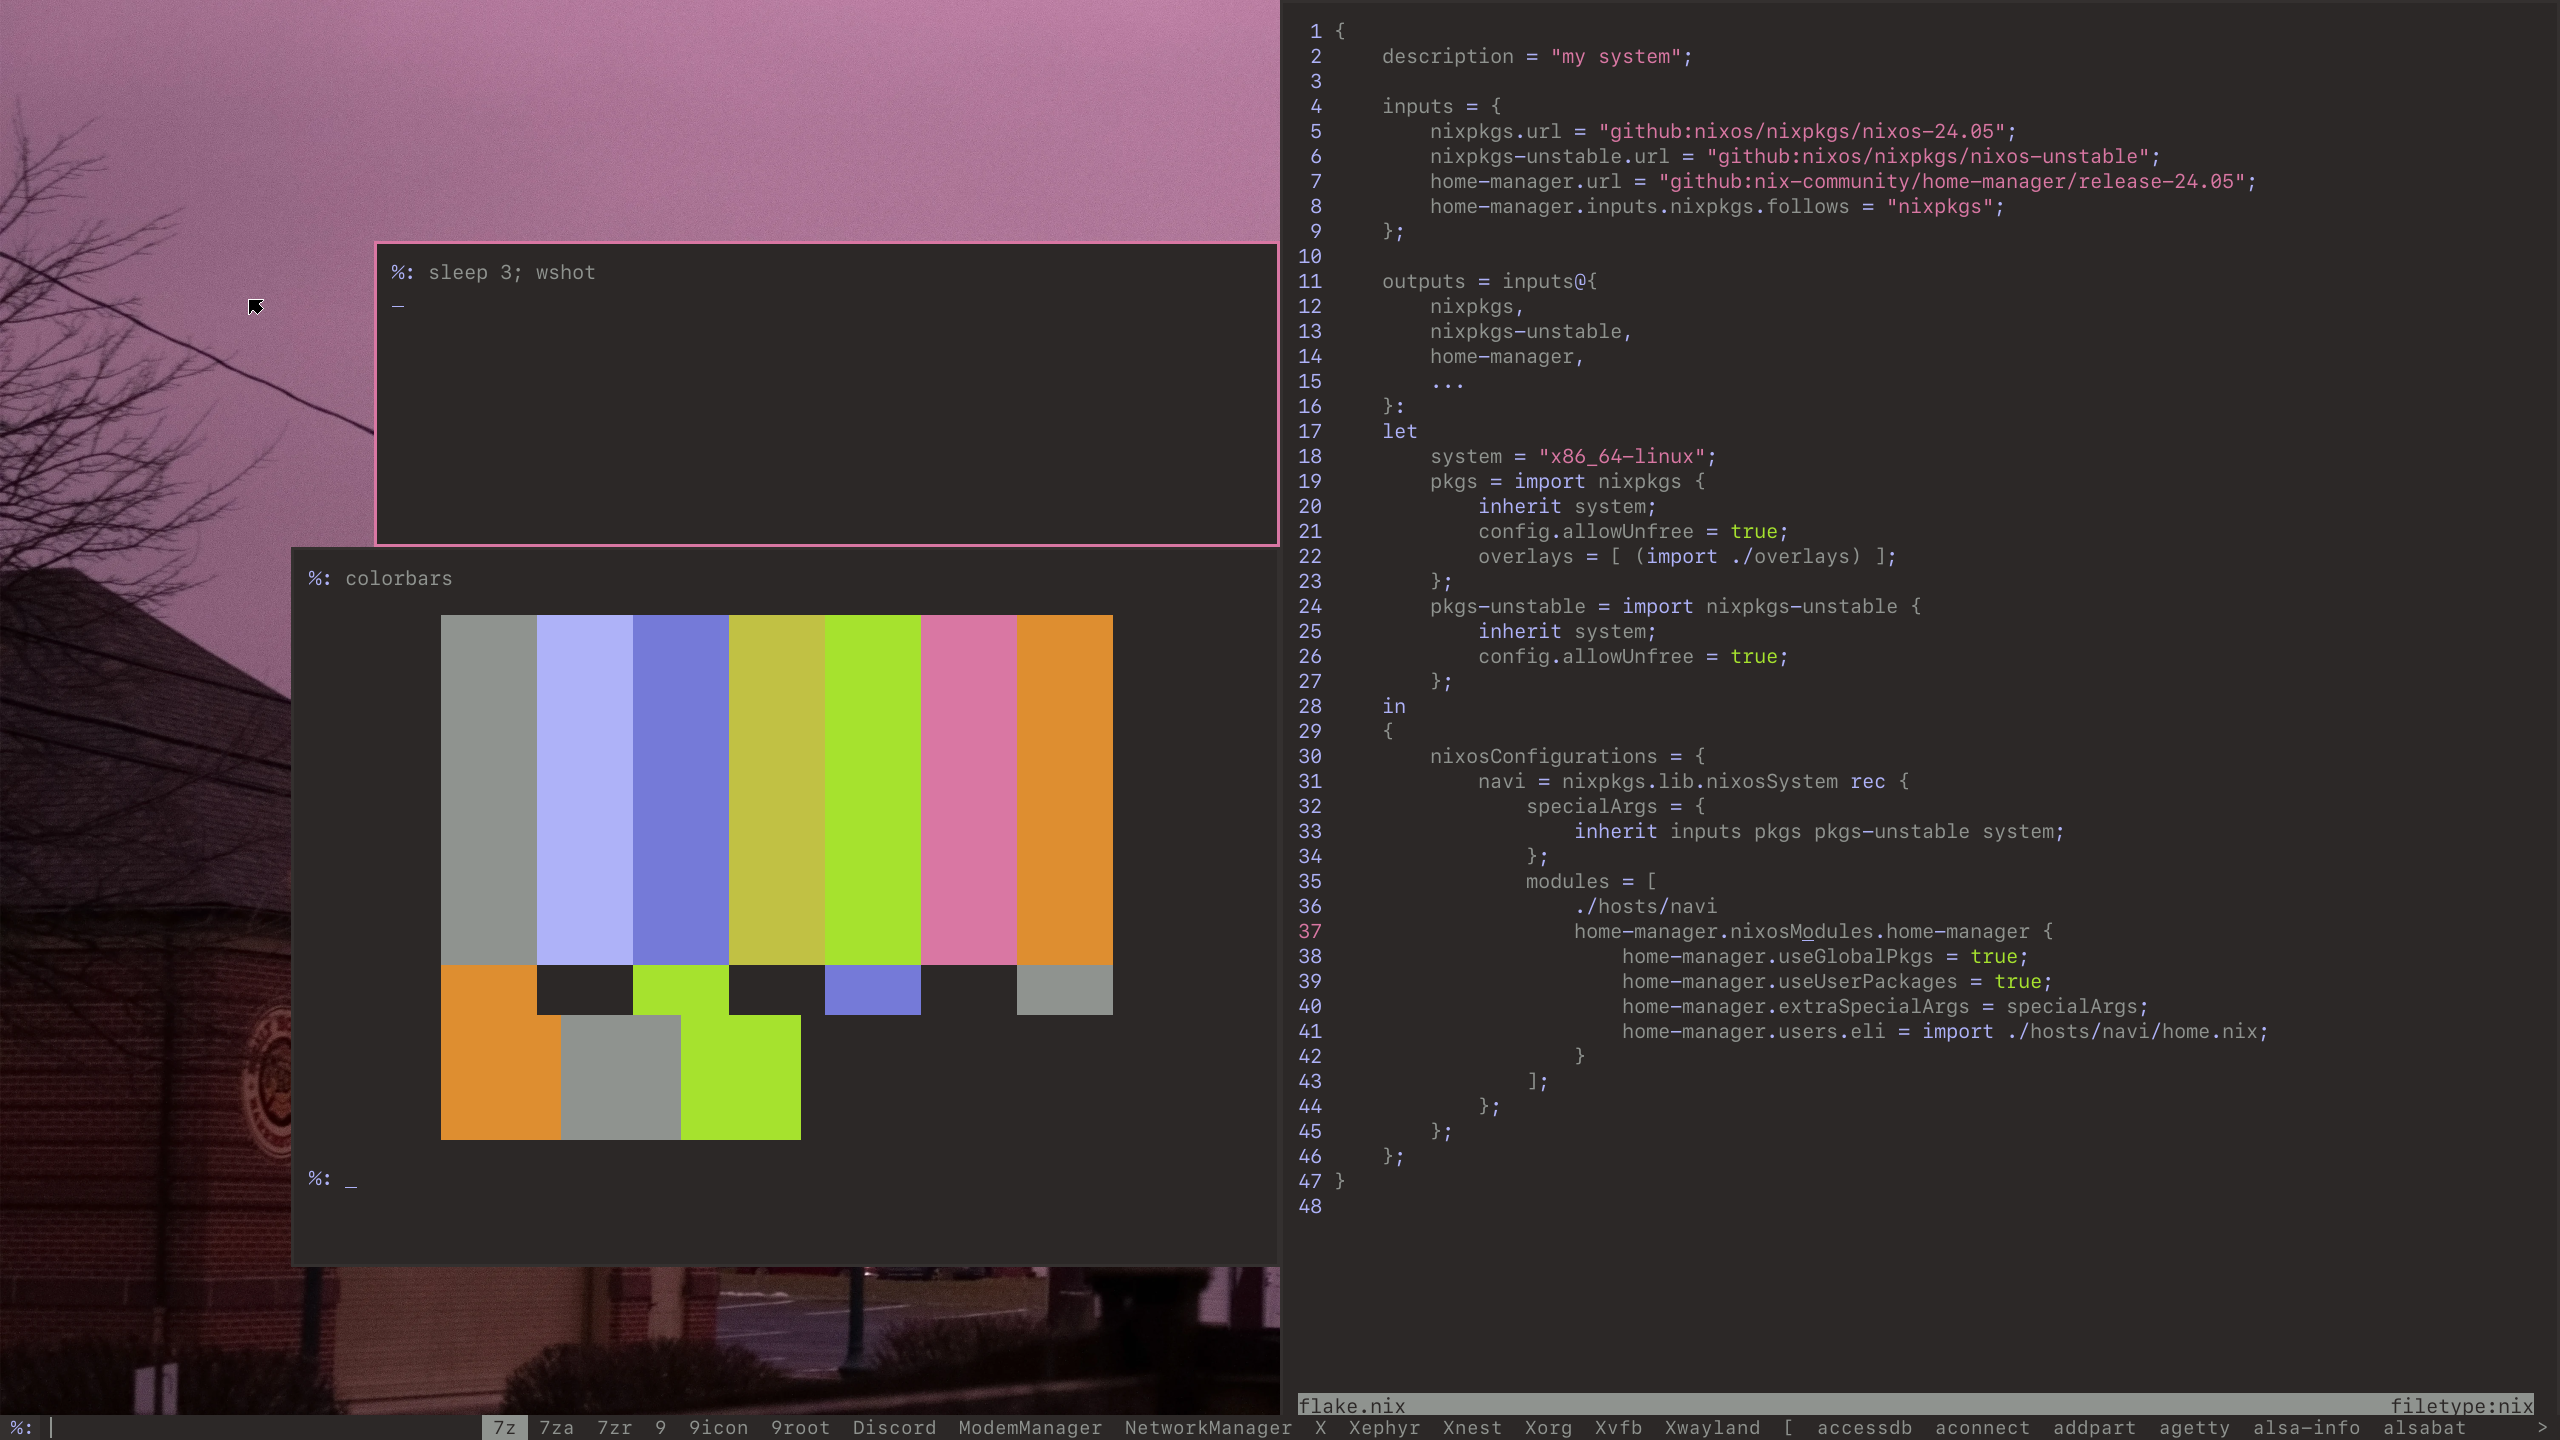 %: sleep 3; wshot
_
%: colorbars
%: _
1 {
2     description = "my system";
3
4     inputs = {
5         nixpkgs.url = "github:nixos/nixpkgs/nixos-24.05";
6         nixpkgs-unstable.url = "github:nixos/nixpkgs/nixos-unstable";
7         home-manager.url = "github:nix-community/home-manager/release-24.05";
8         home-manager.inputs.nixpkgs.follows = "nixpkgs";
9     };
10
11     outputs = inputs@{
12         nixpkgs,
13         nixpkgs-unstable,
14         home-manager,
15         ...
16     }:
17     let
18         system = "x86_64-linux";
19         pkgs = import nixpkgs {
20             inherit system;
21             config.allowUnfree = true;
22             overlays = [ (import ./overlays) ];
23         };
24         pkgs-unstable = import nixpkgs-unstable {
25             inherit system;
26             config.allowUnfree = true;
27         };
28     in
29     {
30         nixosConfigurations = {
31             navi = nixpkgs.lib.nixosSystem rec {
32                 specialArgs = {
33                     inherit inputs pkgs pkgs-unstable system;
34                 };
35                 modules = [
36                     ./hosts/navi
37                     home-manager.nixosModules.home-manager {
38                         home-manager.useGlobalPkgs = true;
39                         home-manager.useUserPackages = true;
40                         home-manager.extraSpecialArgs = specialArgs;
41                         home-manager.users.eli = import ./hosts/navi/home.nix;
42                     }
43                 ];
44             };
45         };
46     };
47 }
48
flake.nix filetype:nix
%: 7z 7za 7zr 9 9icon 9root Discord ModemManager NetworkManager X Xephyr Xnest Xorg Xvfb Xwayland [ accessdb aconnect addpart agetty alsa-info alsabat >